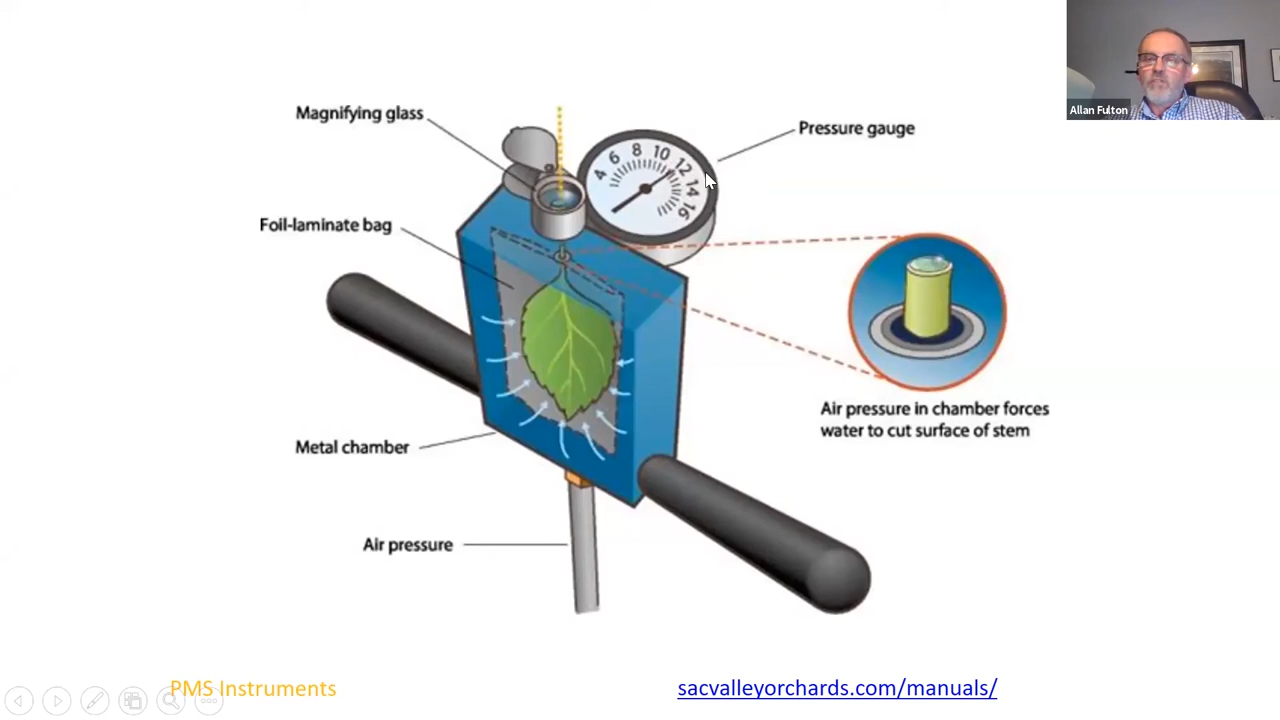 Allan Fulton
Magnifying glass
Pressure gauge
4 6 8 10 12 14 16
Foil-laminate bag
Air pressure in chamber forces
water to cut surface of stem
Metal chamber
Air pressure
PMS Instruments
sacvalleyorchards.com/manuals/